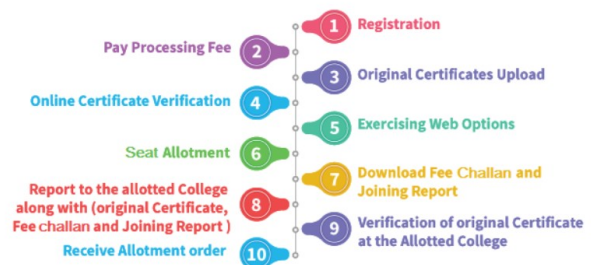 1 Registration
Pay Processing Fee 2
3 Original Certificates Upload
Online Certificate Verification 4
5 Exercising Web Options
Seat Allotment 6
7 Download Fee Challan and
Joining Report
Report to the allotted College
along with (original Certificate,
Fee challan and Joining Report )
8
9 Verification of original Certificate
at the Allotted College
Receive Allotment order 10